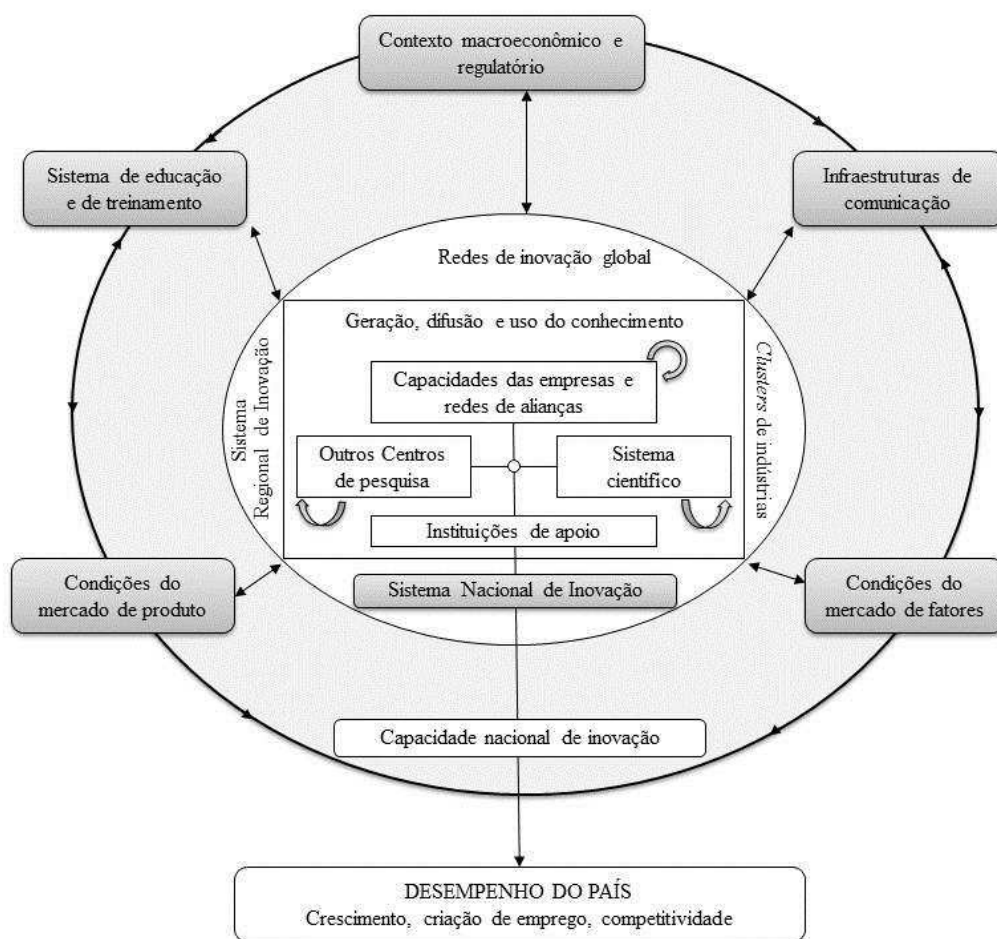 Contexto macroeconômico e
regulatório
Sistema de educação
e de treinamento
Infraestruturas de
comunicação
Redes de inovação global
Geração, difusão e uso do conhecimento
Capacidades das empresas e
redes de alianças
Sistema
Regional de Inovação
Clusters de indústrias
Outros Centros
de pesquisa
Sistema
científico
Instituições de apoio
Sistema Nacional de Inovação
Condições do
mercado de produto
Condições do
mercado de fatores
Capacidade nacional de inovação
DESEMPENHO DO PAÍS
Crescimento, criação de emprego, competitividade